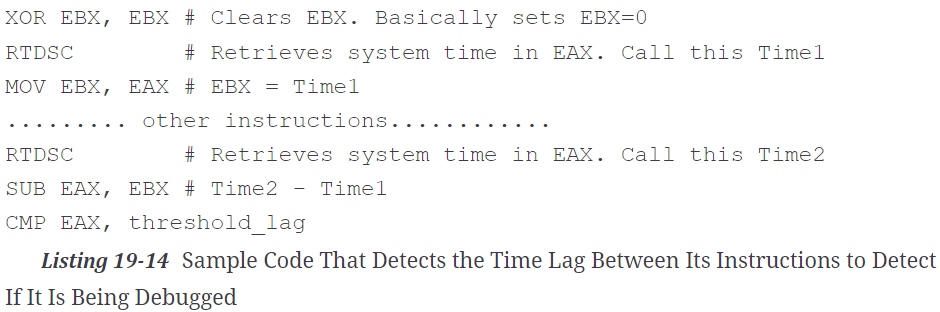 XOR EBX, EBX # Clears EBX. Basically sets EBX=0
RTDSC # Retrieves system time in EAX. Call this Time1
MOV EBX, EAX # EBX = Time1
......... other instructions............
RTDSC # Retrieves system time in EAX. Call this Time2
SUB EAX, EBX # Time2 - Time1
CMP EAX, threshold_lag
Listing 19-14 Sample Code That Detects the Time Lag Between Its Instructions to Detect
If It Is Being Debugged